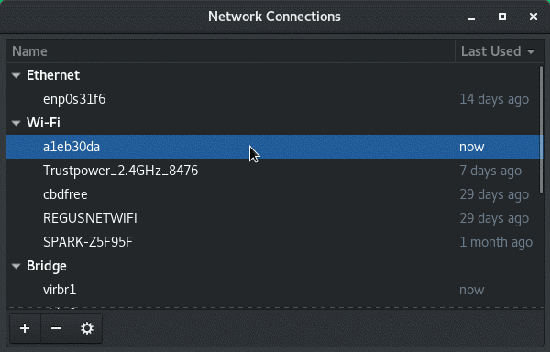 Network Connections
Name Last Used
Ethernet
enp0s31f6 14 days ago
Wi-Fi
a1eb30da now
Trustpower_2.4GHz_8476 7 days ago
cbdfree 29 days ago
REGUSNETWIFI 29 days ago
SPARK-Z5F95F 1 month ago
Bridge
virbr1 now